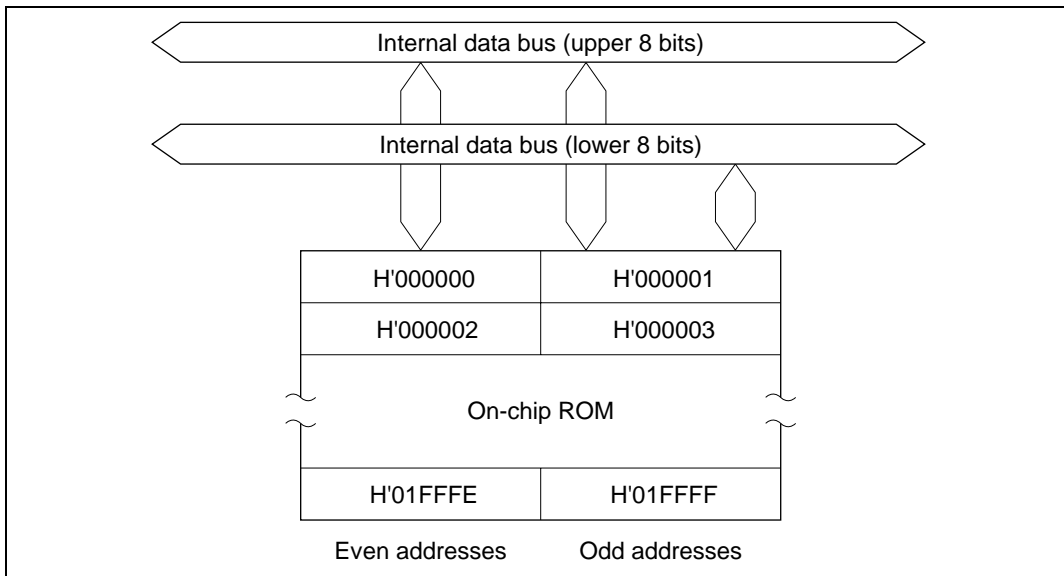 Internal data bus (upper 8 bits)
Internal data bus (lower 8 bits)
H'000000 H'000001
H'000002 H'000003
On-chip ROM
H'01FFFE H'01FFFF
Even addresses Odd addresses